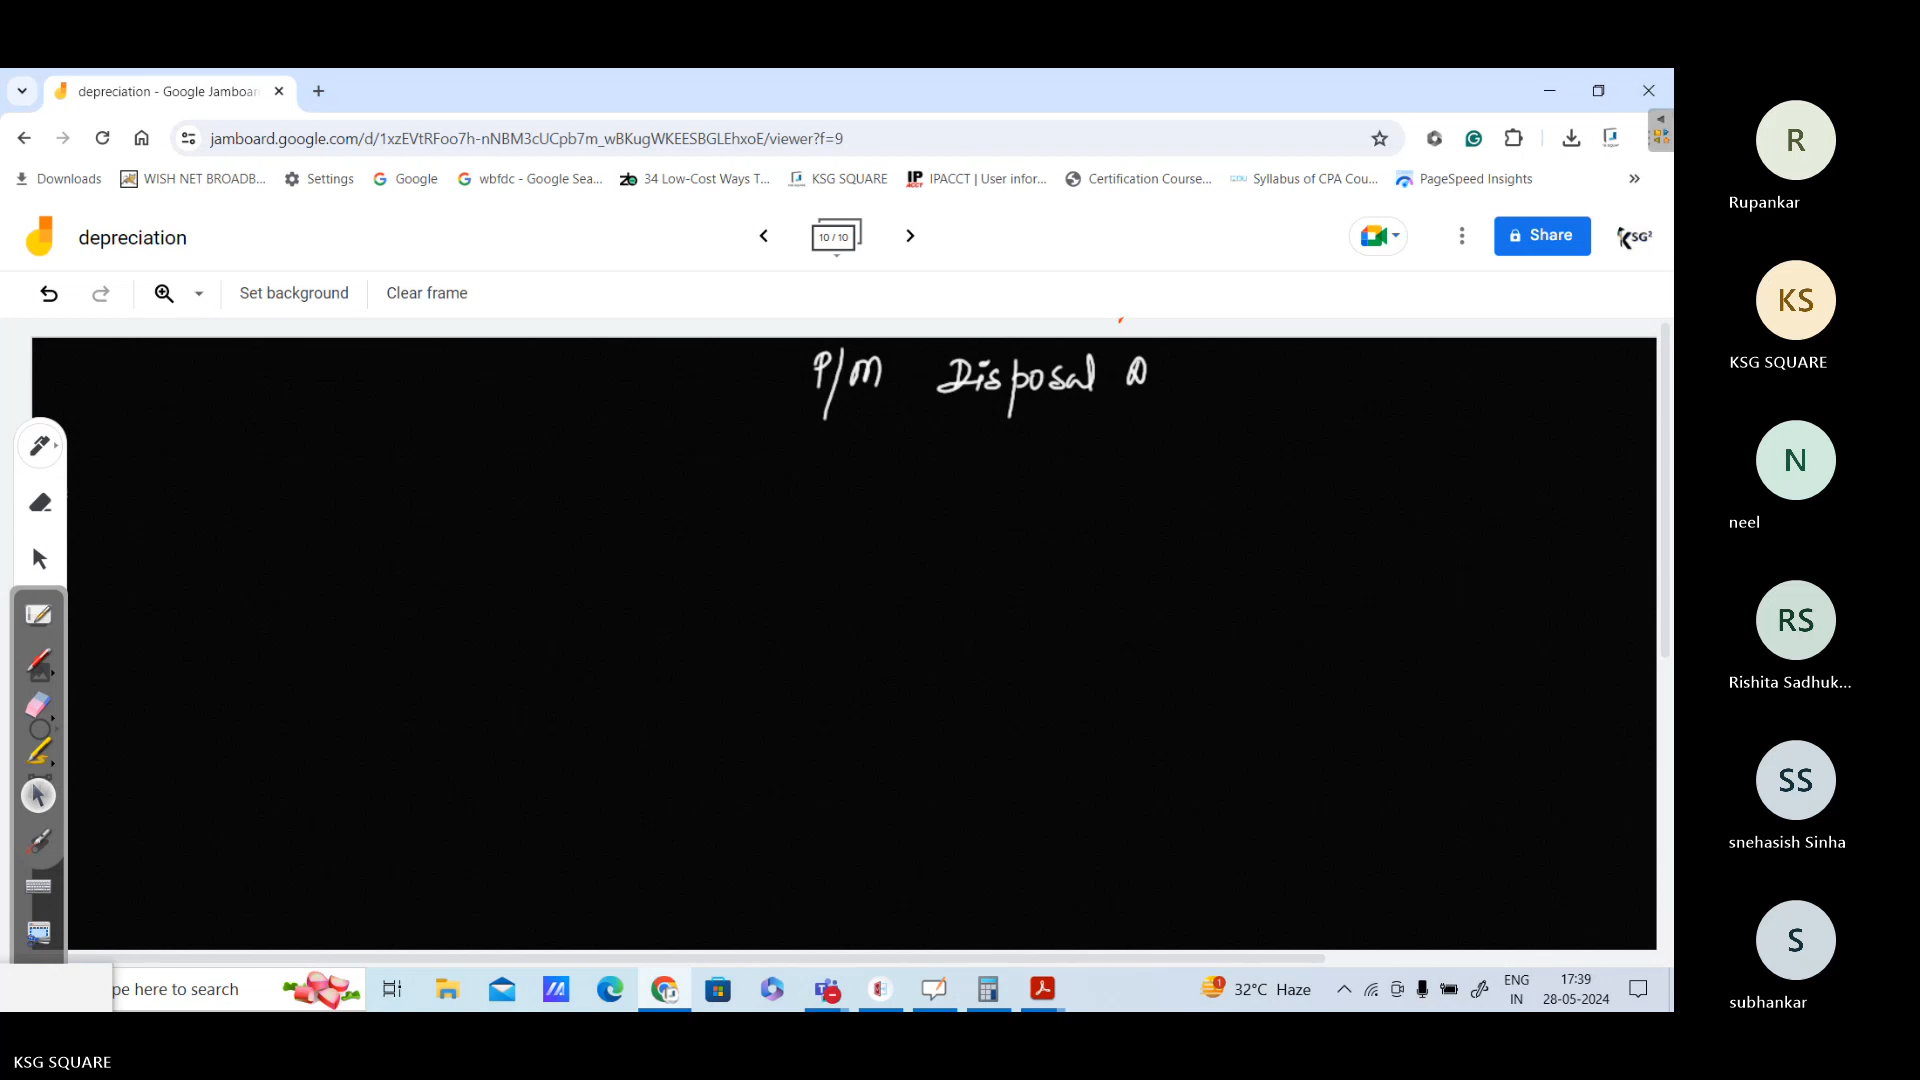 depreciation - Google Jamboar
jamboard.google.com/d/1xzEVtRFoo7h-nNBM3cUCpb7m_wBKugWKEESBGLEhxoE/viewer?f=9
Downloads WISH NET BROADB... Settings Google wbfdc - Google Sea... 34 Low-Cost Ways T... KSG SQUARE IPACCT | User infor... Certification Course... Syllabus of CPA Cou... PageSpeed Insights
depreciation 10 / 10 Share KSG²
Set background Clear frame
P/M Disposal
pe here to search 32°C Haze ENG IN 17:39 28-05-2024
R
Rupankar
KS
KSG SQUARE
N
neel
RS
Rishita Sadhuk...
SS
snehasish Sinha
S
subhankar
KSG SQUARE